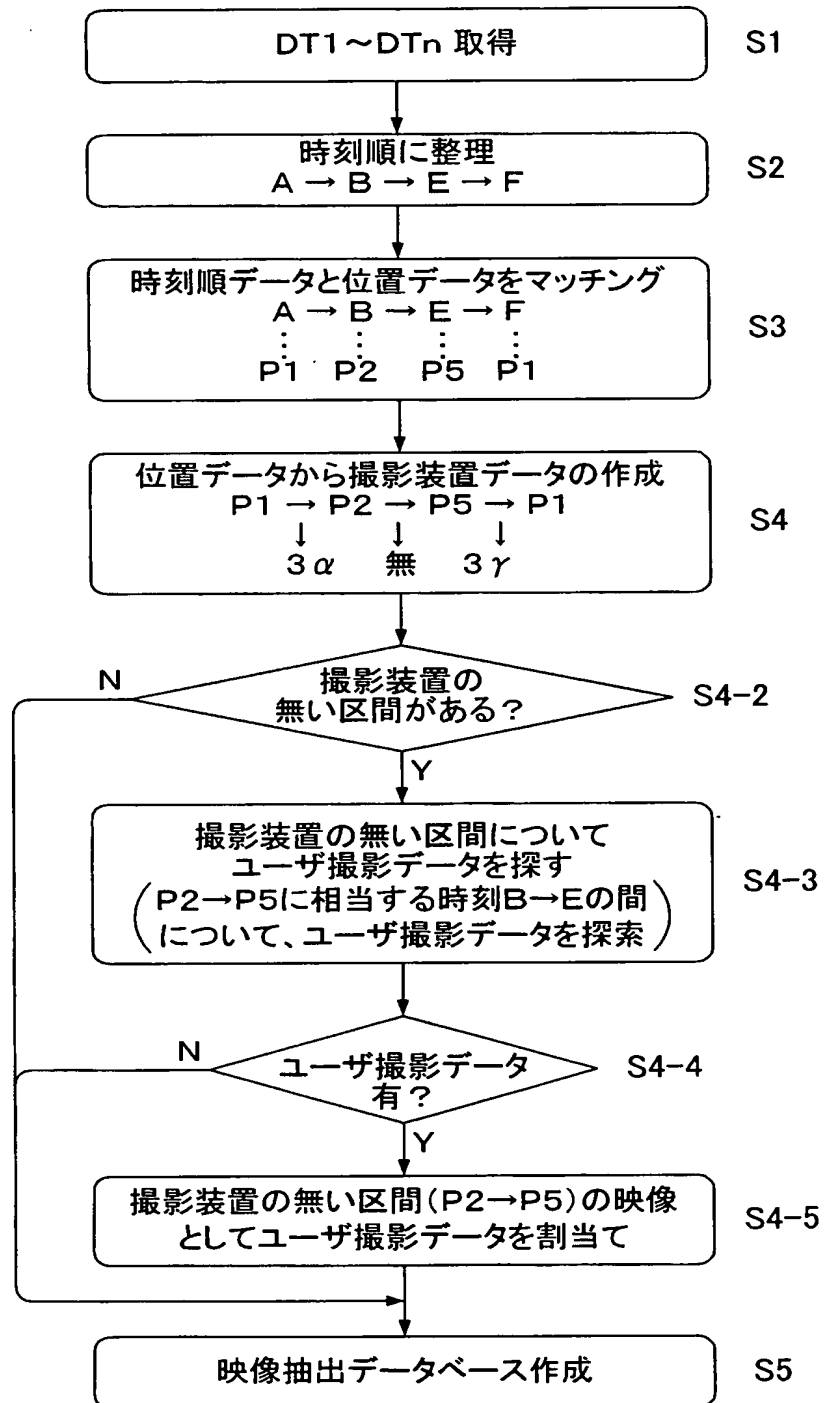 DT1～DTn 取得
S1
時刻順に整理
A → B → E → F
S2
時刻順データと位置データをマッチング
A → B → E → F
P1 P2 P5 P1
S3
位置データから撮影装置データの作成
P1 → P2 → P5 → P1
↓ ↓ ↓
3α 無 3γ
S4
N
撮影装置の
無い区間がある？
S4-2
Y
撮影装置の無い区間について
ユーザ撮影データを探す
(P2→P5に相当する時刻B→Eの間
について、ユーザ撮影データを探索)
S4-3
N
ユーザ撮影データ
有？
S4-4
Y
撮影装置の無い区間(P2→P5)の映像
としてユーザ撮影データを割当て
S4-5
映像抽出データベース作成
S5